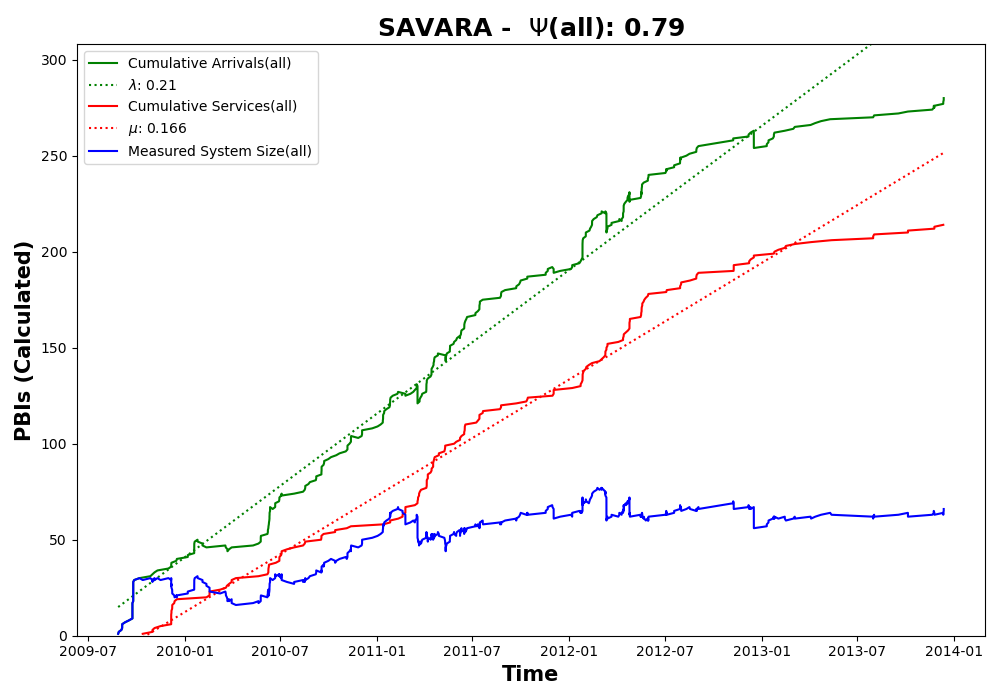 SAVARA - Ψ(all): 0.79
Cumulative Arrivals(all)
λ: 0.21
Cumulative Services(all)
μ: 0.166
Measured System Size(all)
PBIs (Calculated)
300
250
200
150
100
50
0
2009-07 2010-01 2010-07 2011-01 2011-07 2012-01 2012-07 2013-01 2013-07 2014-01
Time